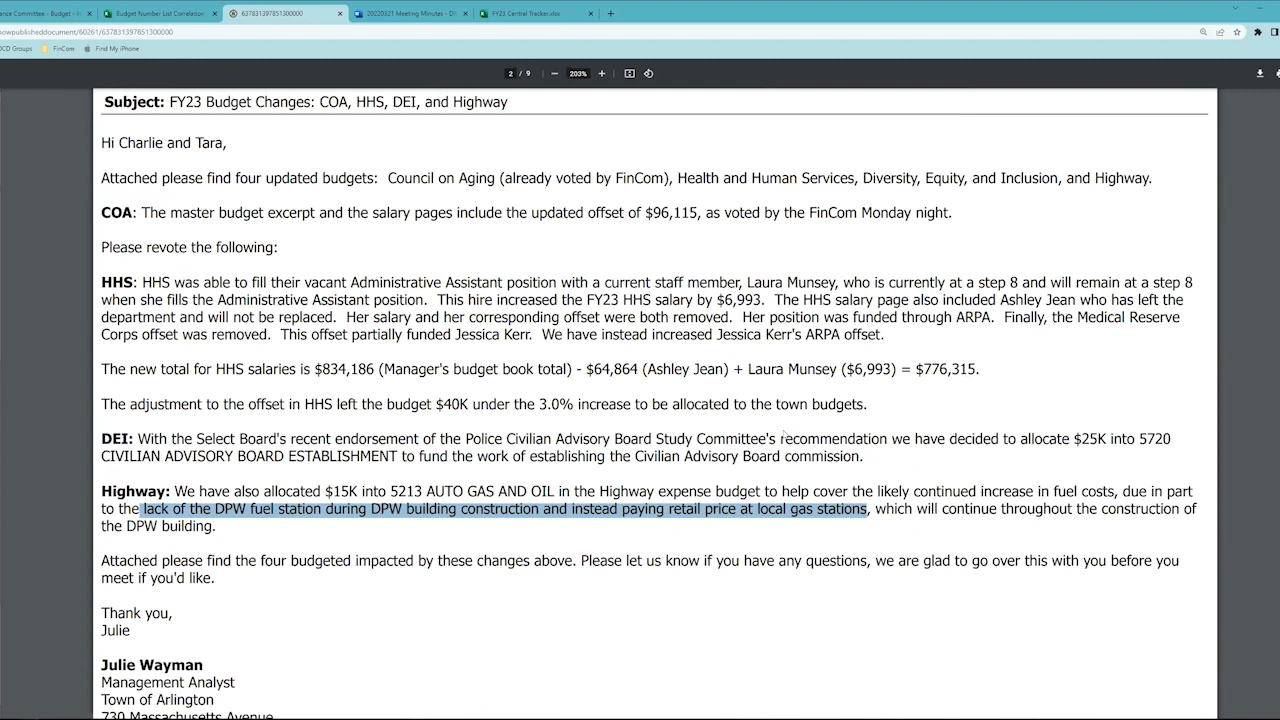 ance Committee - Budget -
Budget Number List Correlation
637831397851300000
20220321 Meeting Minutes -
FY23 Central Tracker.xlsx
owpublisheddocument/60261/637831397851300000
OCD Groups FinCom Find My iPhone
2 / 9 203%
Subject: FY23 Budget Changes: COA, HHS, DEI, and Highway
Hi Charlie and Tara,
Attached please find four updated budgets: Council on Aging (already voted by FinCom), Health and Human Services, Diversity, Equity, and Inclusion, and Highway.
COA: The master budget excerpt and the salary pages include the updated offset of $96,115, as voted by the FinCom Monday night.
Please revote the following:
HHS: HHS was able to fill their vacant Administrative Assistant position with a current staff member, Laura Munsey, who is currently at a step 8 and will remain at a step 8
when she fills the Administrative Assistant position. This hire increased the FY23 HHS salary by $6,993. The HHS salary page also included Ashley Jean who has left the
department and will not be replaced. Her salary and her corresponding offset were both removed. Her position was funded through ARPA. Finally, the Medical Reserve
Corps offset was removed. This offset partially funded Jessica Kerr. We have instead increased Jessica Kerr's ARPA offset.
The new total for HHS salaries is $834,186 (Manager's budget book total) - $64,864 (Ashley Jean) + Laura Munsey ($6,993) = $776,315.
The adjustment to the offset in HHS left the budget $40K under the 3.0% increase to be allocated to the town budgets.
DEI: With the Select Board's recent endorsement of the Police Civilian Advisory Board Study Committee's recommendation we have decided to allocate $25K into 5720
CIVILIAN ADVISORY BOARD ESTABLISHMENT to fund the work of establishing the Civilian Advisory Board commission.
Highway: We have also allocated $15K into 5213 AUTO GAS AND OIL in the Highway expense budget to help cover the likely continued increase in fuel costs, due in part
to the lack of the DPW fuel station during DPW building construction and instead paying retail price at local gas stations, which will continue throughout the construction of
the DPW building.
Attached please find the four budgeted impacted by these changes above. Please let us know if you have any questions, we are glad to go over this with you before you
meet if you'd like.
Thank you,
Julie
Julie Wayman
Management Analyst
Town of Arlington
730 Massachusetts Avenue